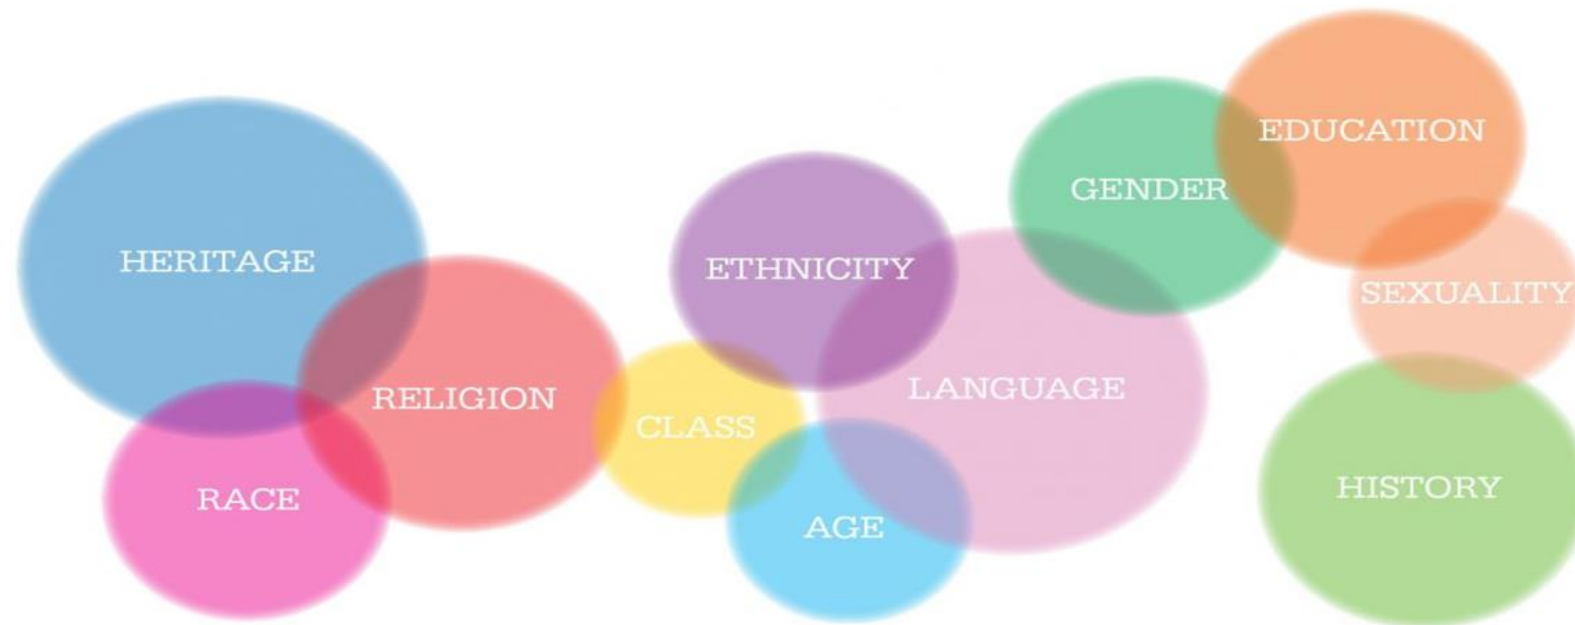 HERITAGE
RACE
RELIGION
CLASS
ETHNICITY
AGE
LANGUAGE
GENDER
EDUCATION
SEXUALITY
HISTORY